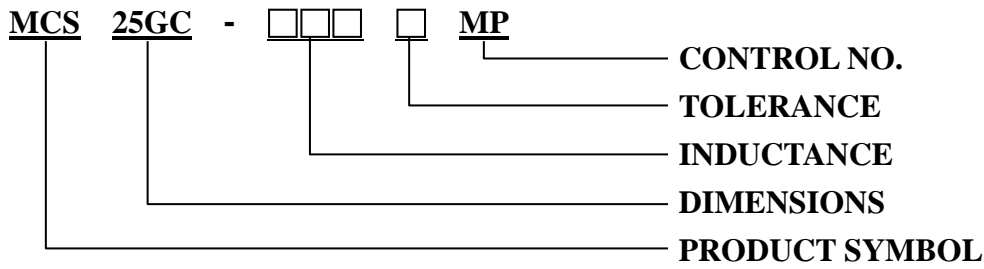 MCS 25GC - □□□ □ MP
CONTROL NO.
TOLERANCE
INDUCTANCE
DIMENSIONS
PRODUCT SYMBOL